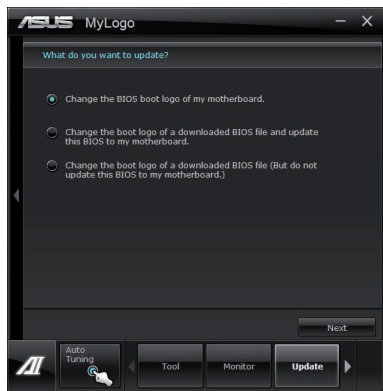 ASUS MyLogo
What do you want to update?
Change the BIOS boot logo of my motherboard.
Change the boot logo of a downloaded BIOS file and update
this BIOS to my motherboard.
Change the boot logo of a downloaded BIOS file (But do not
update this BIOS to my motherboard.)
Next
AI
Auto
Tuning
Tool
Monitor
Update